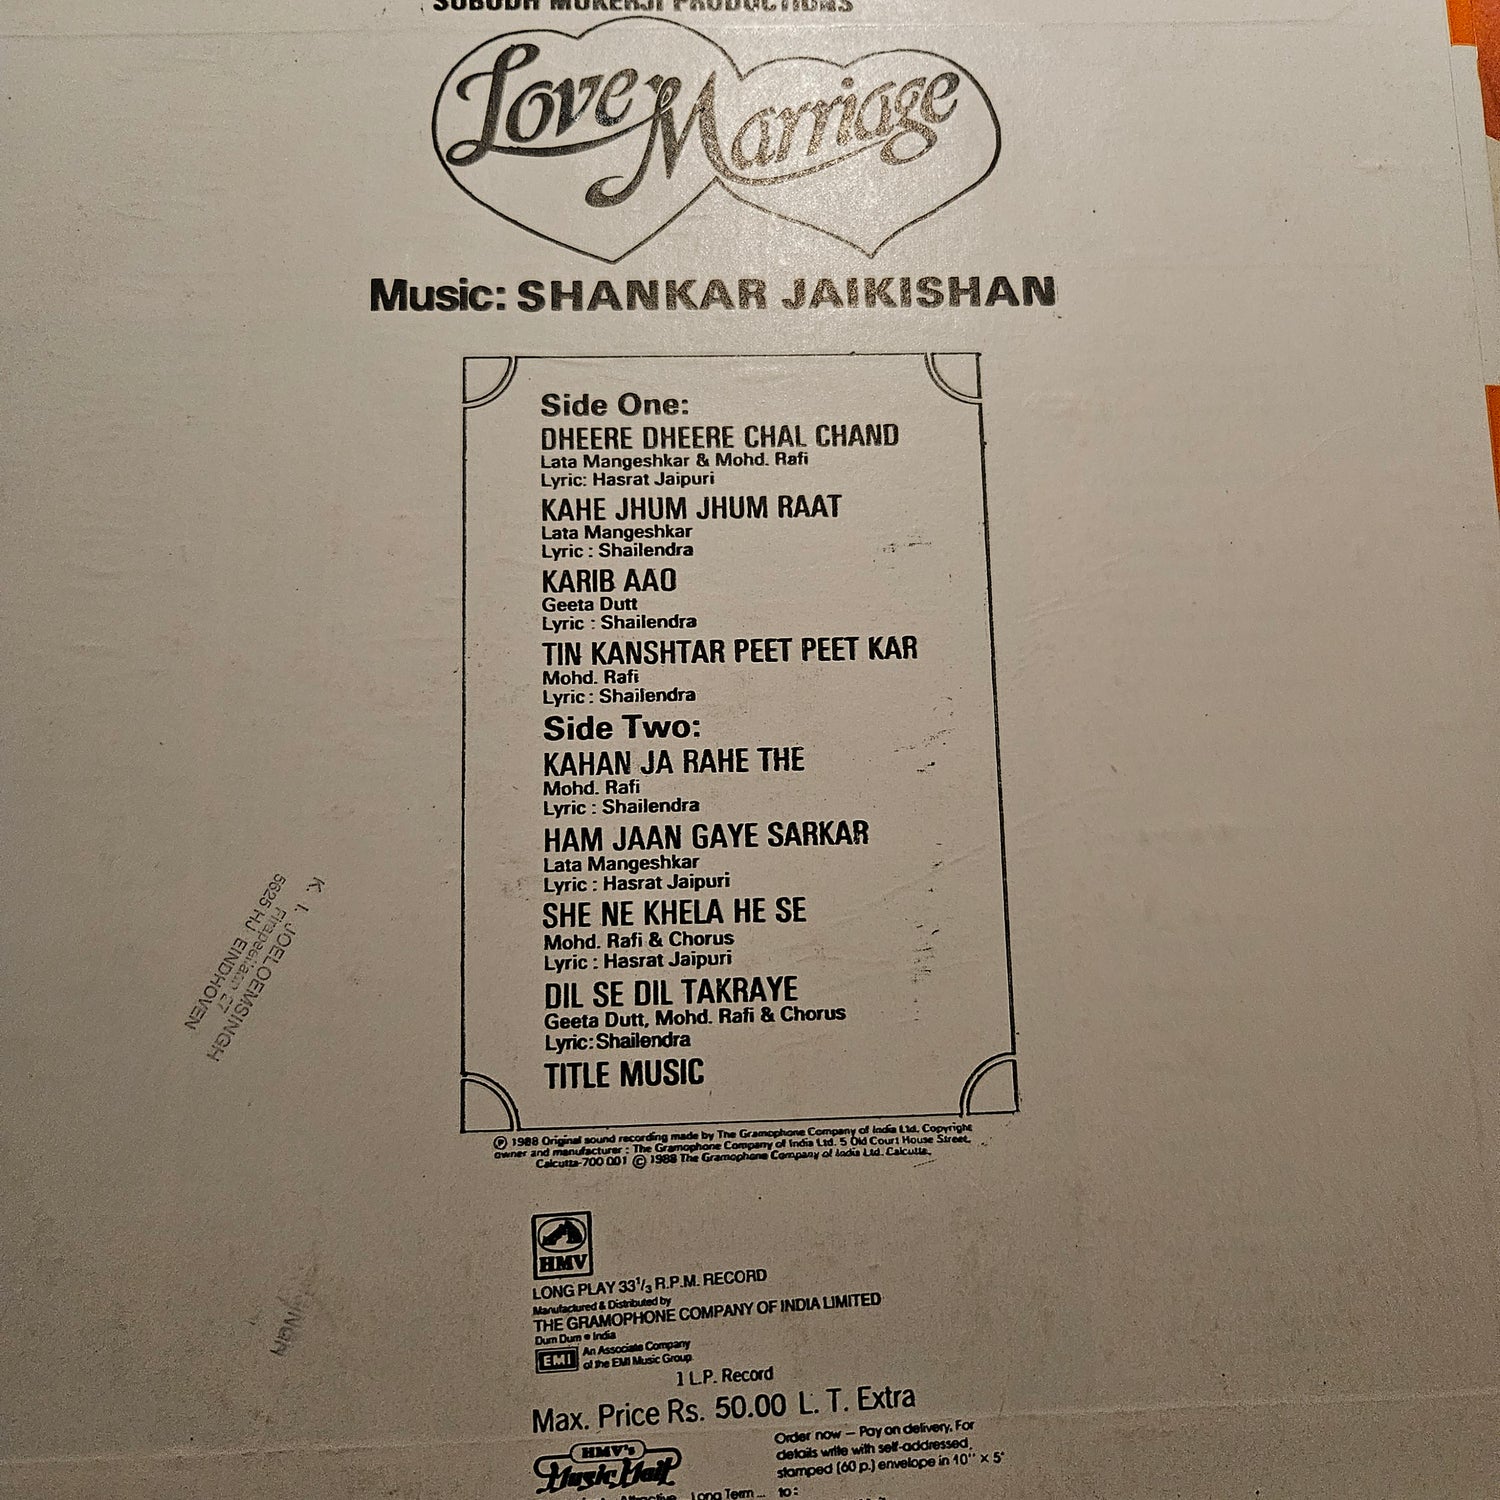 SUBODH MUKERJI PRODUCTIONS
Love Marriage
Music: SHANKAR JAIKISHAN
Side One:
DHEERE DHEERE CHAL CHAND
Lata Mangeshkar & Mohd. Rafi
Lyric: Hasrat Jaipuri
KAHE JHUM JHUM RAAT
Lata Mangeshkar
Lyric : Shailendra
KARIB AAO
Geeta Dutt
Lyric : Shailendra
TIN KANSHTAR PEET PEET KAR
Mohd. Rafi
Lyric : Shailendra
Side Two:
KAHAN JA RAHE THE
Mohd. Rafi
Lyric : Shailendra
HAM JAAN GAYE SARKAR
Lata Mangeshkar
Lyric : Hasrat Jaipuri
SHE NE KHELA HE SE
Mohd. Rafi & Chorus
Lyric : Hasrat Jaipuri
DIL SE DIL TAKRAYE
Geeta Dutt, Mohd. Rafi & Chorus
Lyric: Shailendra
TITLE MUSIC
Ⓟ 1988 Original sound recording made by The Gramophone Company of India Ltd. Copyright
owner and manufacturer : The Gramophone Company of India Ltd. 5 Old Court House Street,
Calcutta-700 001 © 1988 The Gramophone Company of India Ltd. Calcutta.
K. I. JOELOEMSINGH
27
5625 HJ EINDHOVEN
HMV
LONG PLAY 33 1/3 R.P.M. RECORD
Manufactured & Distributed by
THE GRAMOPHONE COMPANY OF INDIA LIMITED
Dum Dum • India
EMI An Associate Company
of the EMI Music Group
1 L.P. Record
Max. Price Rs. 50.00 L. T. Extra
HMV's
Music Mail
Order now — Pay on delivery. For
details write with self-addressed,
stamped (60 p.) envelope in 10" × 5"
to:
Attractive Long Term ...